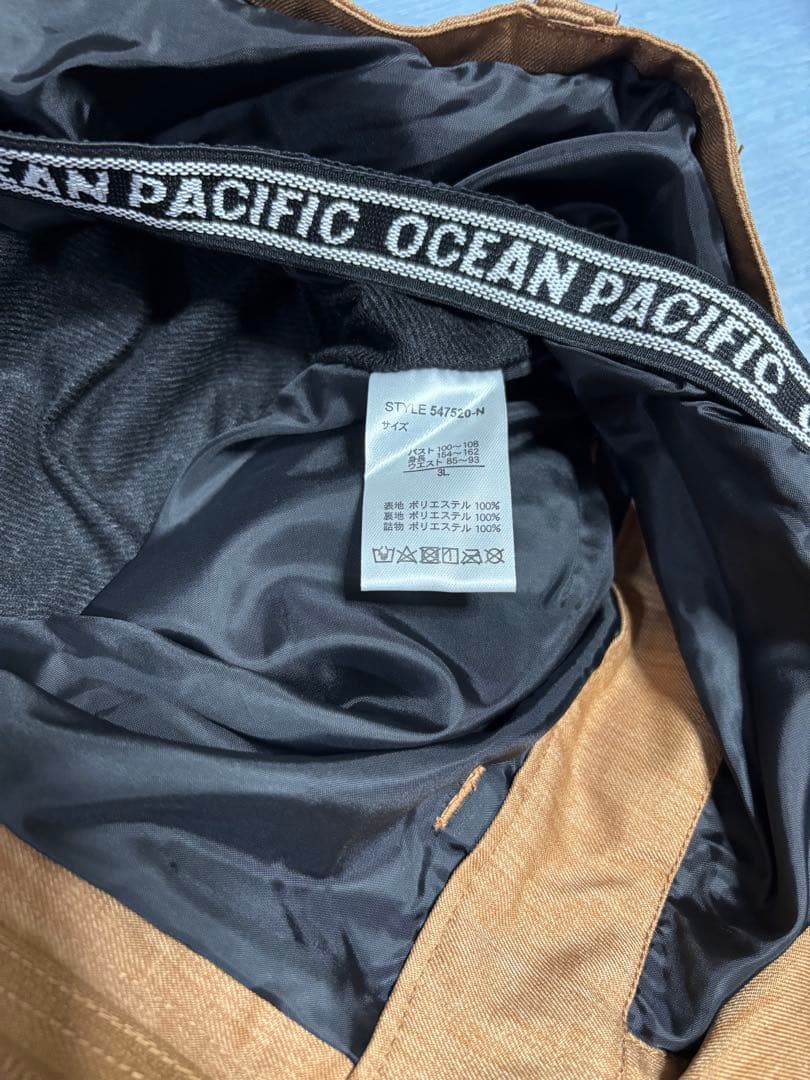 EAN PACIFIC OCEAN PACIFIC
STYLE 547520-N
サイズ
バスト 100～108
身長 154～162
ウエスト 85～93
3L
表地 ポリエステル 100%
裏地 ポリエステル 100%
詰物 ポリエステル 100%